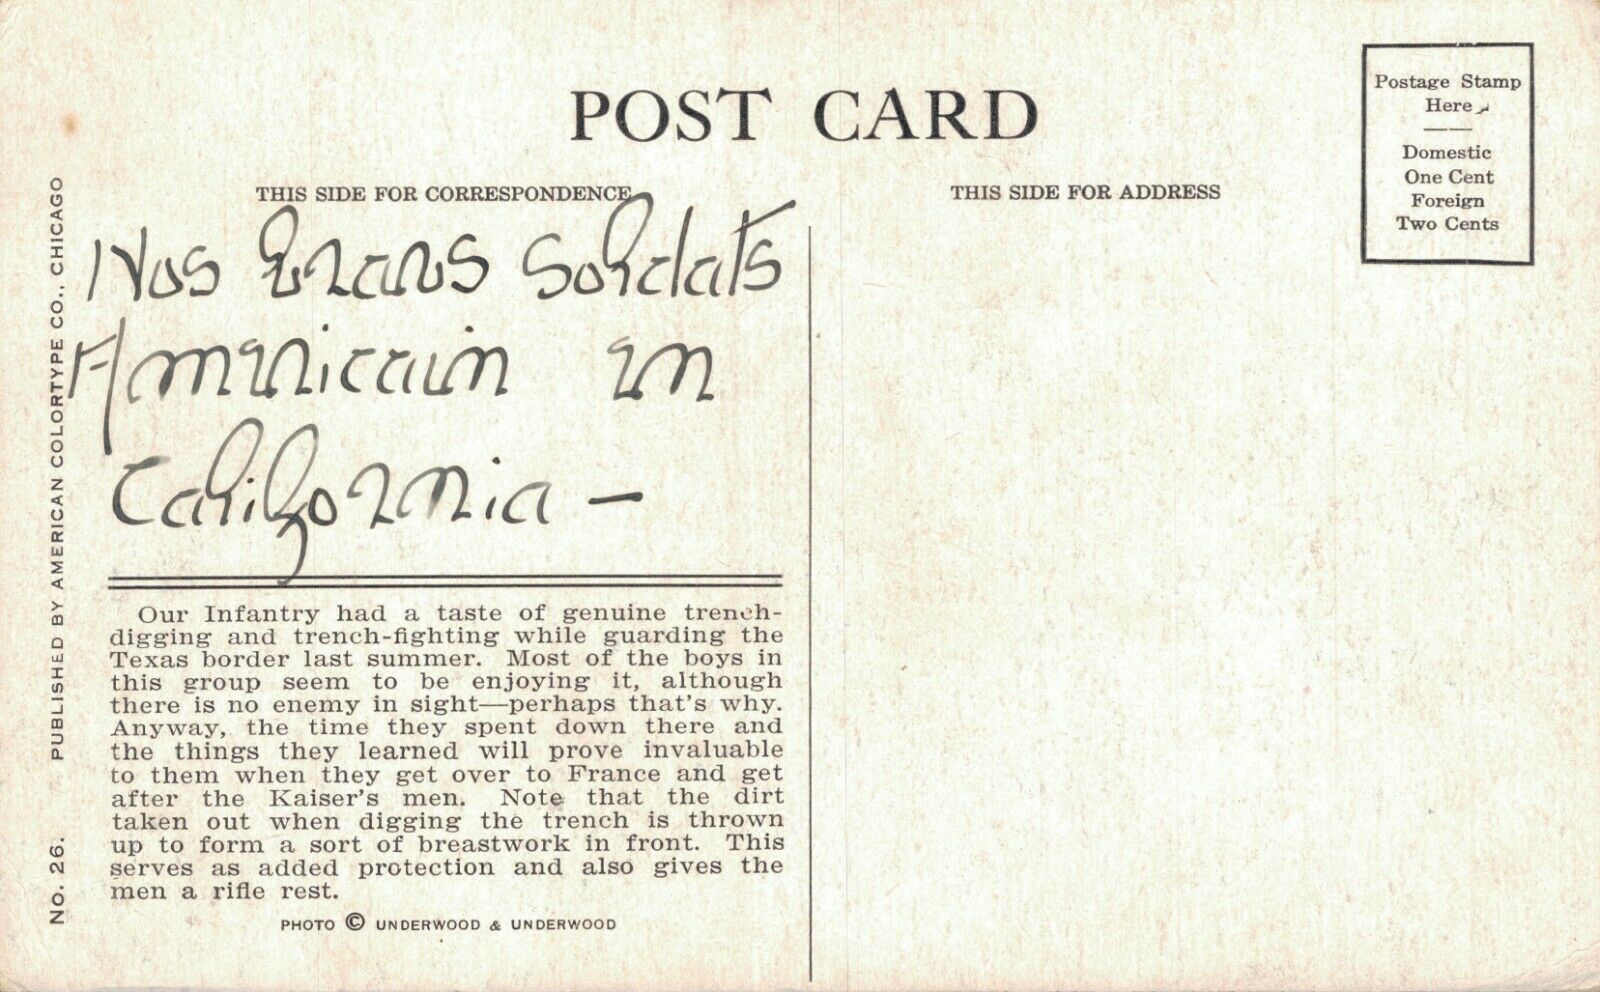 POST CARD
Postage Stamp
Here
Domestic
One Cent
Foreign
Two Cents
THIS SIDE FOR CORRESPONDENCE
THIS SIDE FOR ADDRESS
Nos braves Soldats
Américain en
California –
Our Infantry had a taste of genuine trench-
digging and trench-fighting while guarding the
Texas border last summer. Most of the boys in
this group seem to be enjoying it, although
there is no enemy in sight—perhaps that's why.
Anyway, the time they spent down there and
the things they learned will prove invaluable
to them when they get over to France and get
after the Kaiser's men. Note that the dirt
taken out when digging the trench is thrown
up to form a sort of breastwork in front. This
serves as added protection and also gives the
men a rifle rest.
PHOTO © UNDERWOOD & UNDERWOOD
No. 26. PUBLISHED BY AMERICAN COLORTYPE CO., CHICAGO